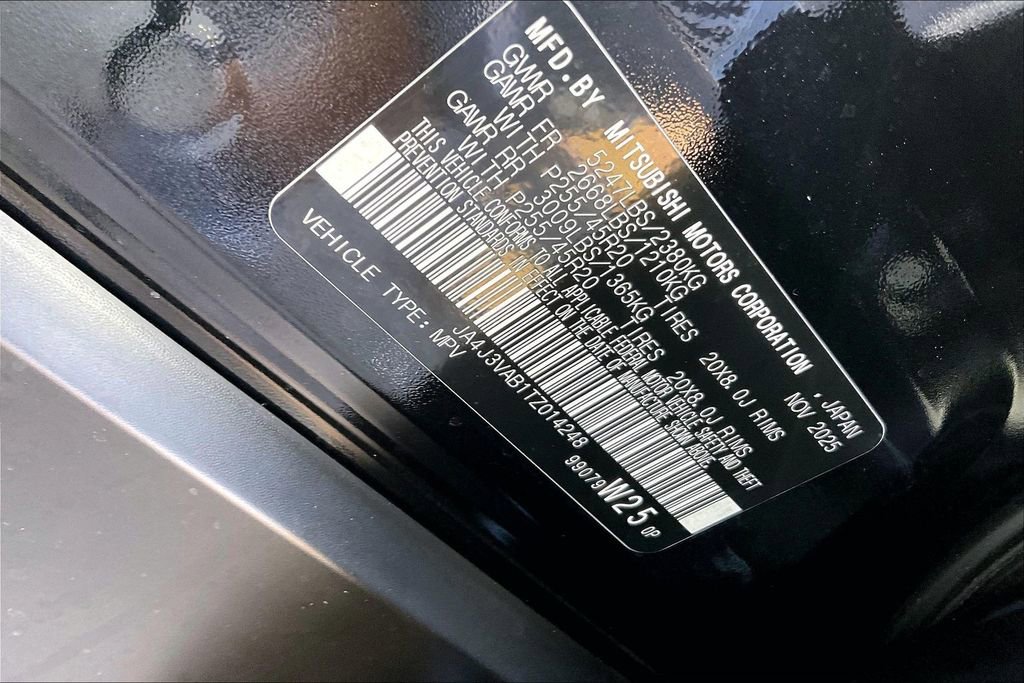 MFD.BY MITSUBISHI MOTORS CORPORATION , JAPAN
GVWR 5247LBS/2380KG NOV 2025
GAWR FR 2668LBS/1210KG
WITH P255/45R20 TIRES 20X8.0J RIMS
GAWR RR 3009LBS/1365KG
WITH P255/45R20 TIRES 20X8.0J RIMS
THIS VEHICLE CONFORMS TO ALL APPLICABLE FEDERAL MOTOR VEHICLE SAFETY AND THEFT
PREVENTION STANDARDS IN EFFECT ON THE DATE OF MANUFACTURE SHOWN ABOVE.
JA4J3VAB1TZ014248
VEHICLE TYPE: MPV 99079 W25 OP